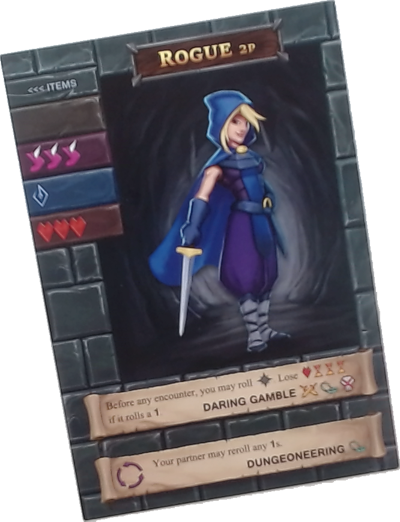 ROGUE 2P
<<< ITEMS
Before any encounter, you may roll Lose
if it rolls a 1
DARING GAMBLE
Your partner may reroll any 1s.
DUNGEONEERING